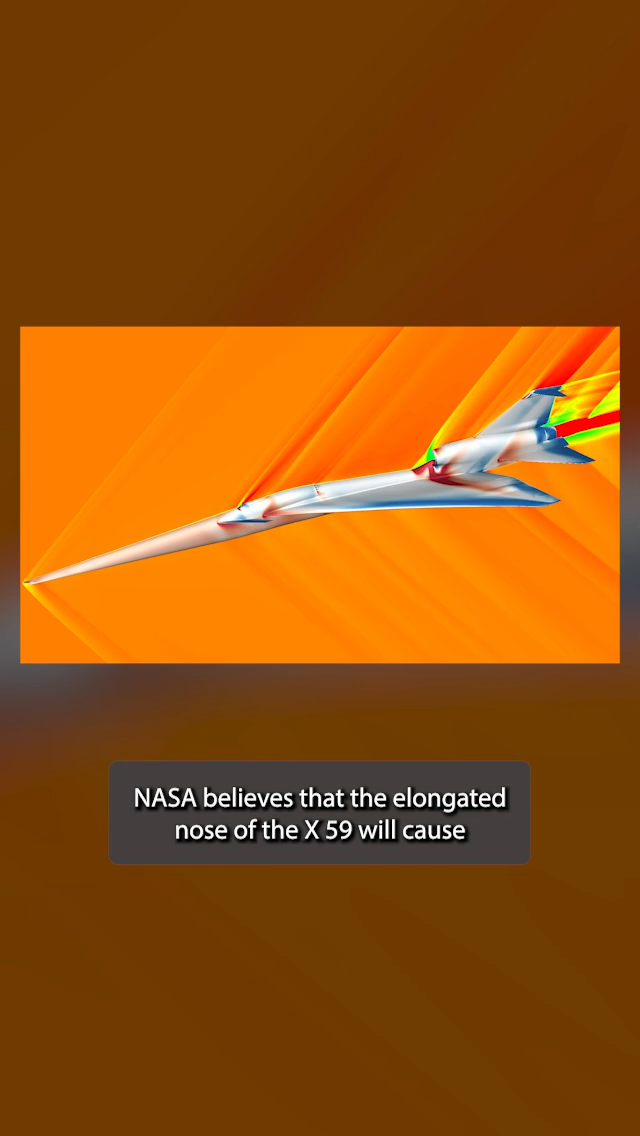 NASA believes that the elongated
nose of the X 59 will cause